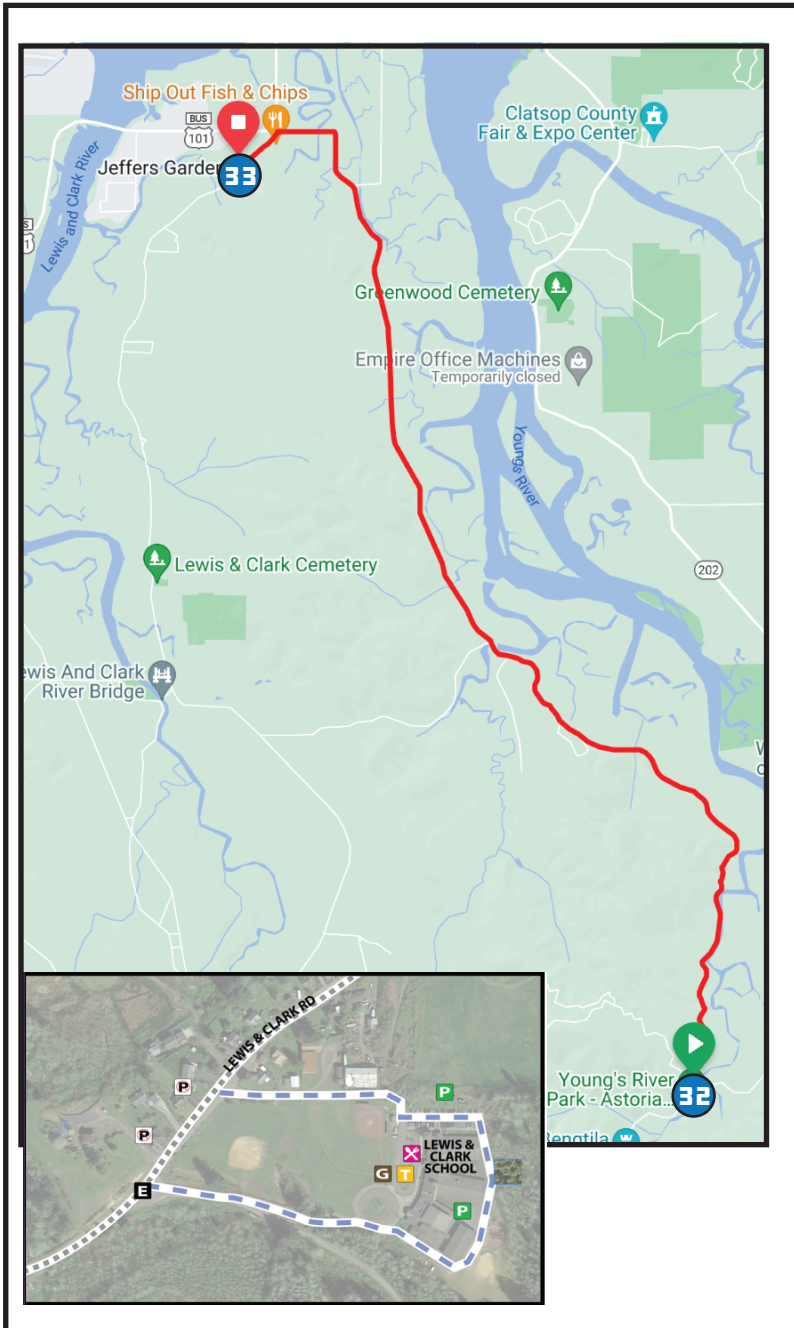 Ship Out Fish & Chips
BUS
101
Clatsop County
Fair & Expo Center
Jeffers Garden
33
Lewis and Clark River
Greenwood Cemetery
Empire Office Machines
Temporarily closed
Youngs River
Lewis & Clark Cemetery
202
ewis And Clark
River Bridge
Young's River
Park - Astoria...
32
Bengtila
LEWIS & CLARK RD
P
P
P
LEWIS &
CLARK
SCHOOL
G
T
E
P